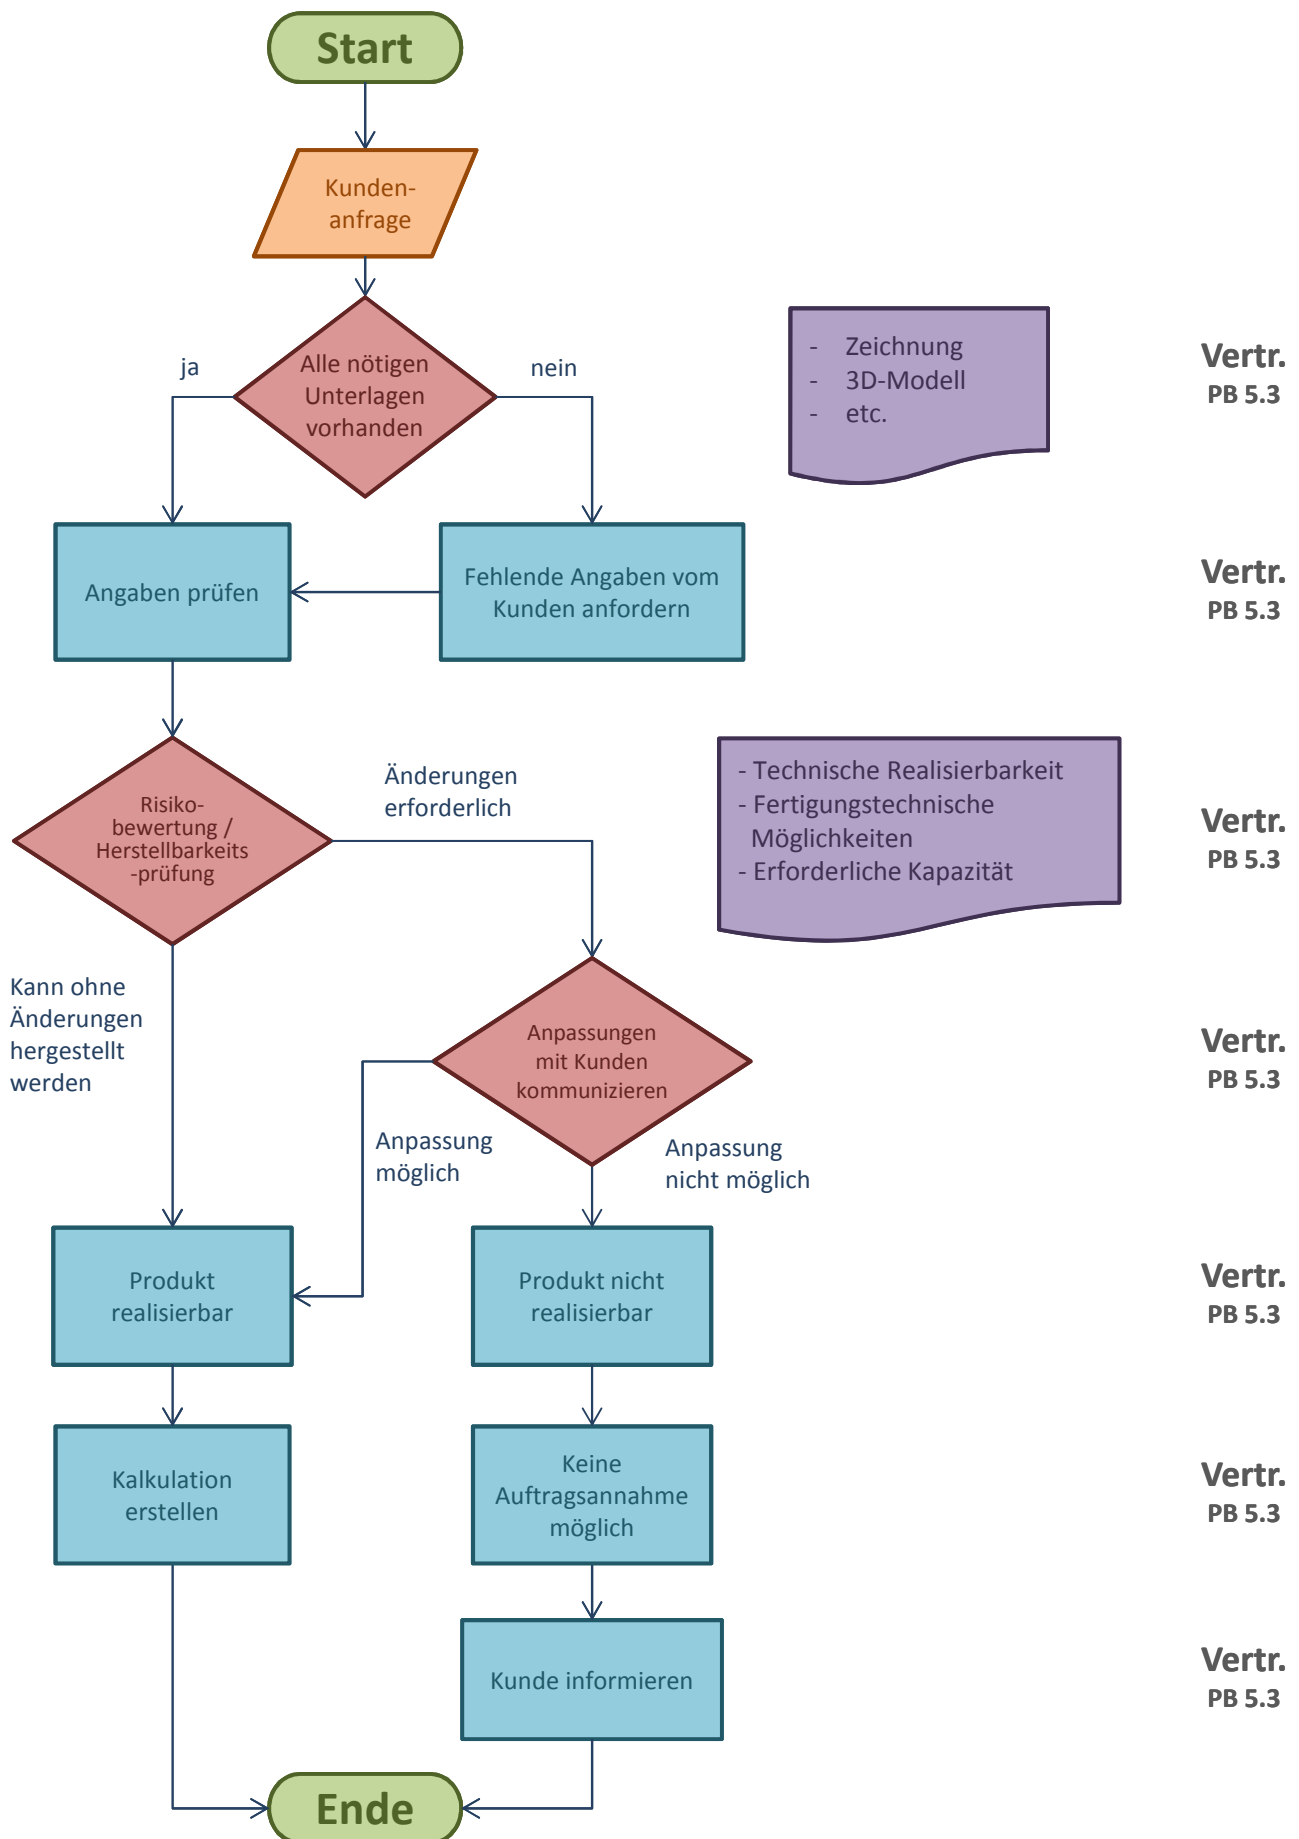 Start
Kunden-
anfrage
ja
Alle nötigen
Unterlagen
vorhanden
nein
- Zeichnung
- 3D-Modell
- etc.
Vertr.
PB 5.3
Angaben prüfen
Fehlende Angaben vom
Kunden anfordern
Vertr.
PB 5.3
Risiko-
bewertung /
Herstellbarkeits
-prüfung
Änderungen
erforderlich
- Technische Realisierbarkeit
- Fertigungstechnische
Möglichkeiten
- Erforderliche Kapazität
Vertr.
PB 5.3
Kann ohne
Änderungen
hergestellt
werden
Anpassungen
mit Kunden
kommunizieren
Vertr.
PB 5.3
Anpassung
möglich
Anpassung
nicht möglich
Produkt
realisierbar
Produkt nicht
realisierbar
Vertr.
PB 5.3
Kalkulation
erstellen
Keine
Auftragsannahme
möglich
Vertr.
PB 5.3
Kunde informieren
Vertr.
PB 5.3
Ende